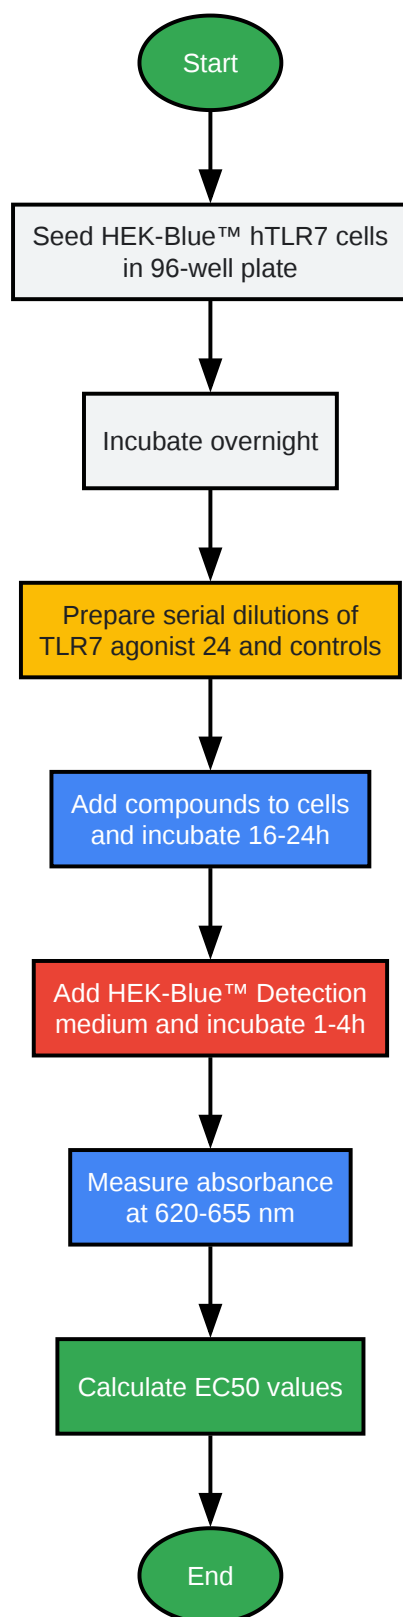 Start
Seed HEK-Blue™ hTLR7 cells
in 96-well plate
Incubate overnight
Prepare serial dilutions of
TLR7 agonist 24 and controls
Add compounds to cells
and incubate 16-24h
Add HEK-Blue™ Detection
medium and incubate 1-4h
Measure absorbance
at 620-655 nm
Calculate EC50 values
End